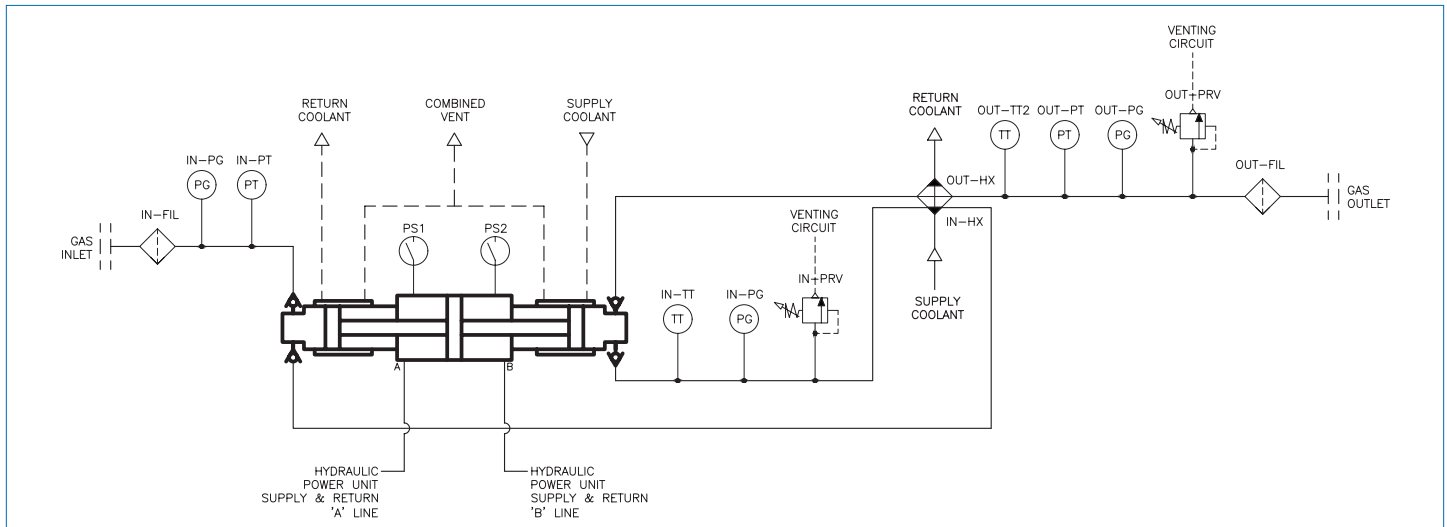 VENTING
CIRCUIT
OUT-PRV
RETURN
COOLANT
COMBINED
VENT
SUPPLY
COOLANT
RETURN
COOLANT
OUT-TT2
OUT-PT
OUT-PG
TT
PT
PG
IN-PG
IN-PT
PG
PT
OUT-FIL
OUT-HX
IN-FIL
GAS
INLET
GAS
OUTLET
PS1
PS2
VENTING
CIRCUIT
IN-HX
IN-TT
IN-PG
IN-PRV
TT
PG
SUPPLY
COOLANT
A
B
HYDRAULIC
POWER UNIT
SUPPLY & RETURN
'A' LINE
HYDRAULIC
POWER UNIT
SUPPLY & RETURN
'B' LINE